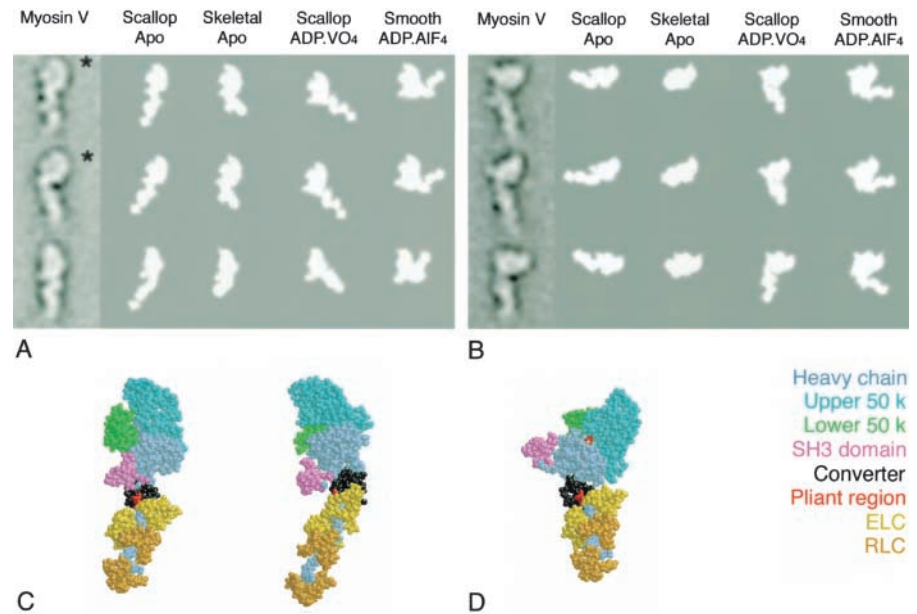 Myosin V
Scallop Apo
Skeletal Apo
Scallop ADP.VO4
Smooth ADP.AlF4
Myosin V
Scallop Apo
Skeletal Apo
Scallop ADP.VO4
Smooth ADP.AlF4
*
*
A
B
Heavy chain
Upper 50 k
Lower 50 k
SH3 domain
Converter
Pliant region
ELC
RLC
C
D